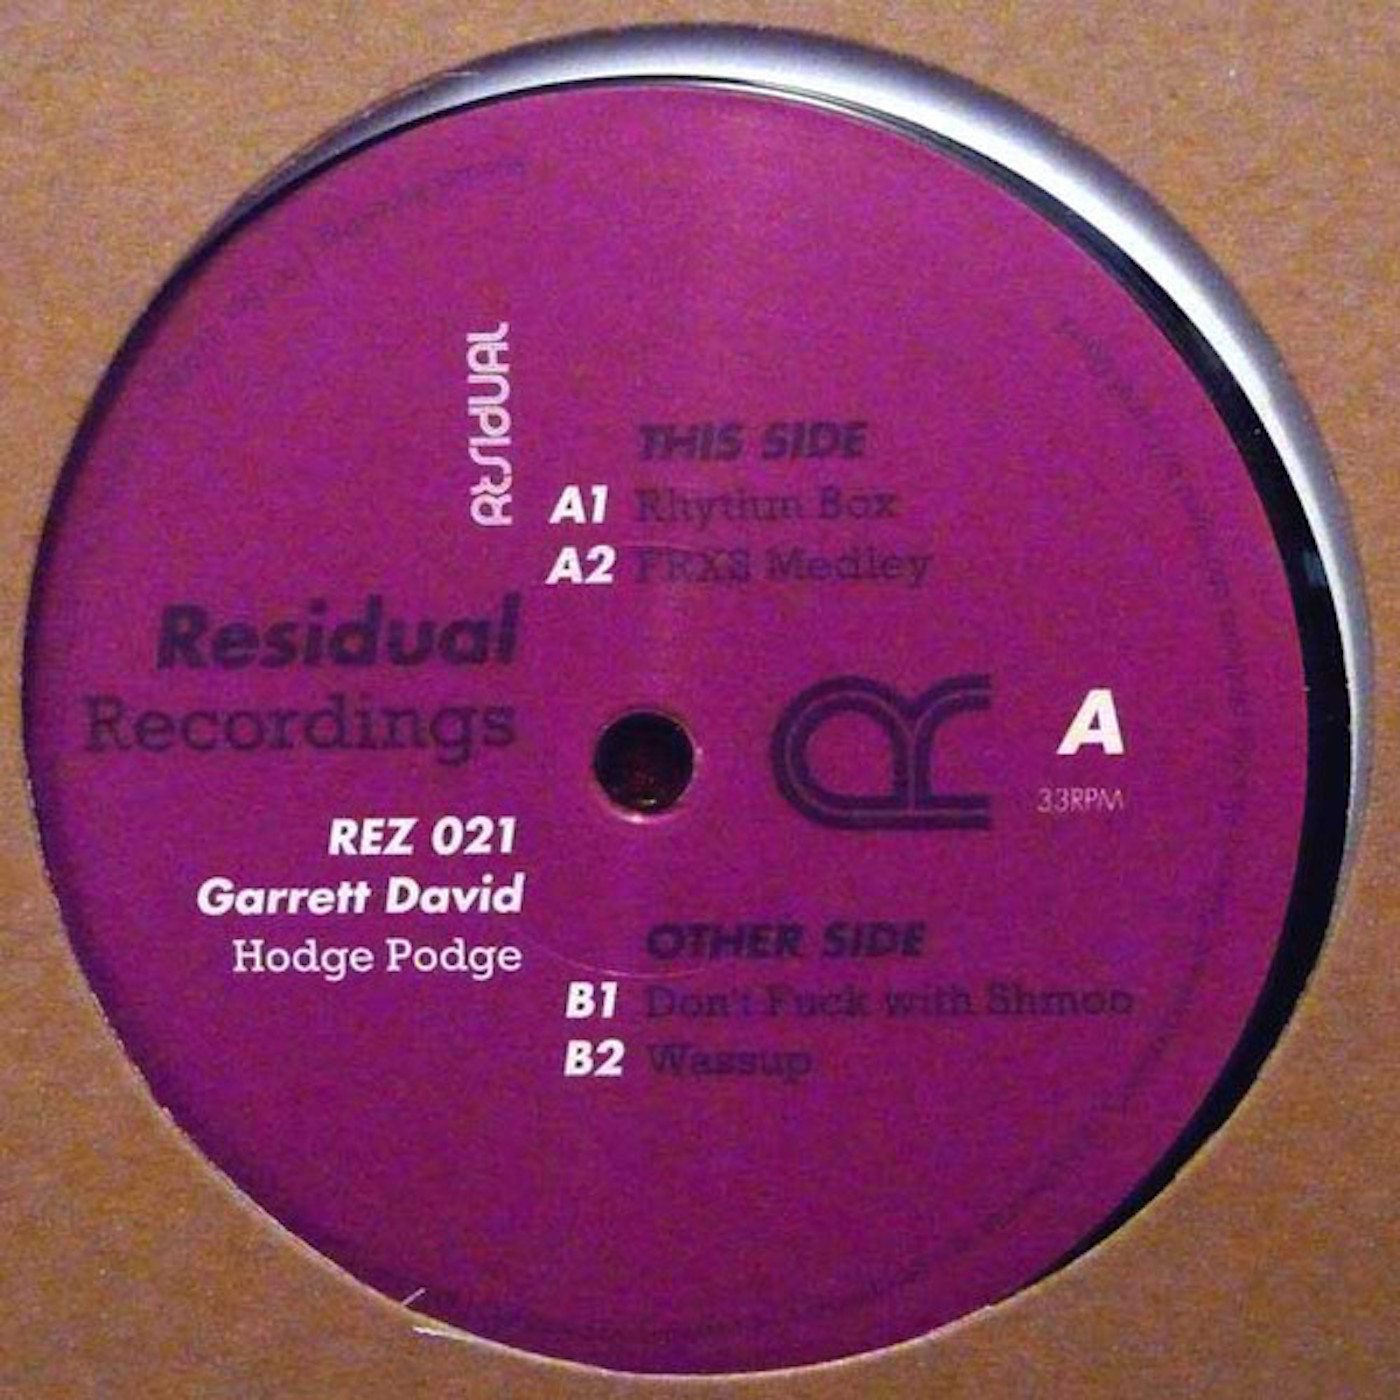 Residual
THIS SIDE
A1 Rhythm Box
A2 FRXS Medley
Residual
Recordings
A
33RPM
REZ 021
Garrett David
Hodge Podge
OTHER SIDE
B1 Don't Fuck with Shmoo
B2 Wassup